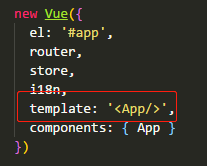 new Vue({
  el: '#app',
  router,
  store,
  i18n,
  template: '<App/>',
  components: { App }
})